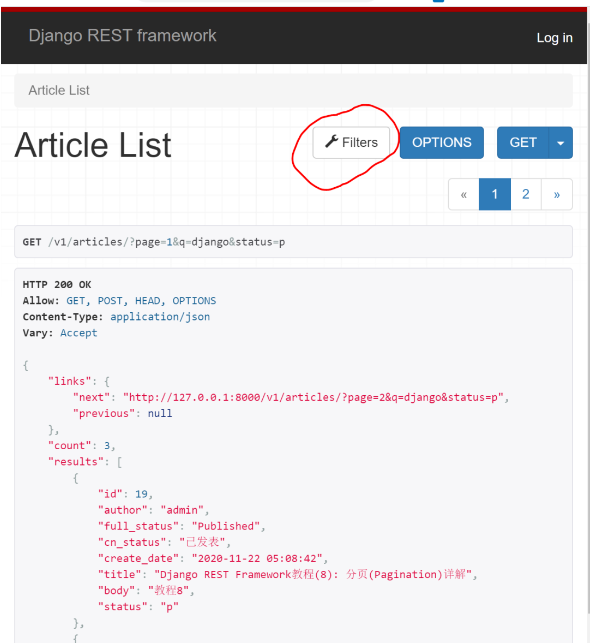 Django REST framework
Log in
Article List
Article List
Filters
OPTIONS
GET
«
1
2
»
GET /v1/articles/?page=1&q=django&status=p
HTTP 200 OK
Allow: GET, POST, HEAD, OPTIONS
Content-Type: application/json
Vary: Accept
{
"links": {
"next": "http://127.0.0.1:8000/v1/articles/?page=2&q=django&status=p",
"previous": null
},
"count": 3,
"results": [
{
"id": 19,
"author": "admin",
"full_status": "Published",
"cn_status": "已发表",
"create_date": "2020-11-22 05:08:42",
"title": "Django REST Framework教程(8): 分页(Pagination)详解",
"body": "教程8",
"status": "p"
},
{